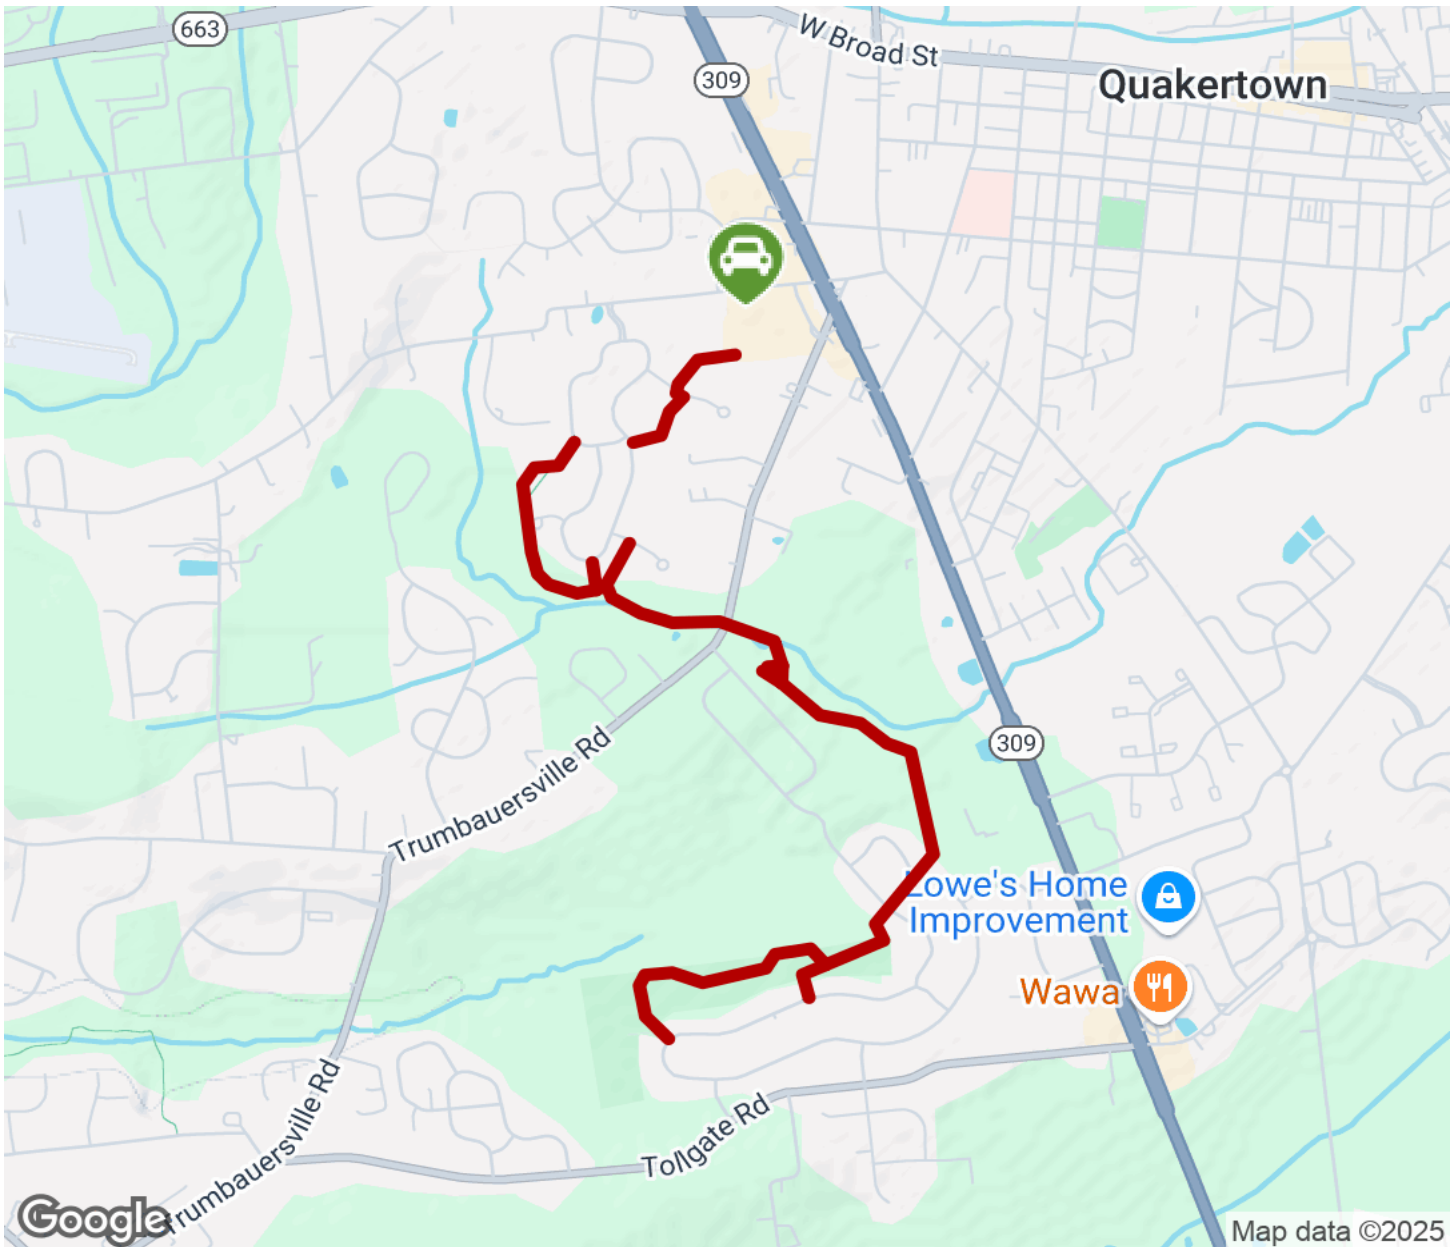 663
W Broad St
309
Quakertown
Trumbauersville Rd
309
Lowe's Home
Improvement
Wawa
Trumbauersville Rd
Tollgate Rd
Google
Map data ©2025